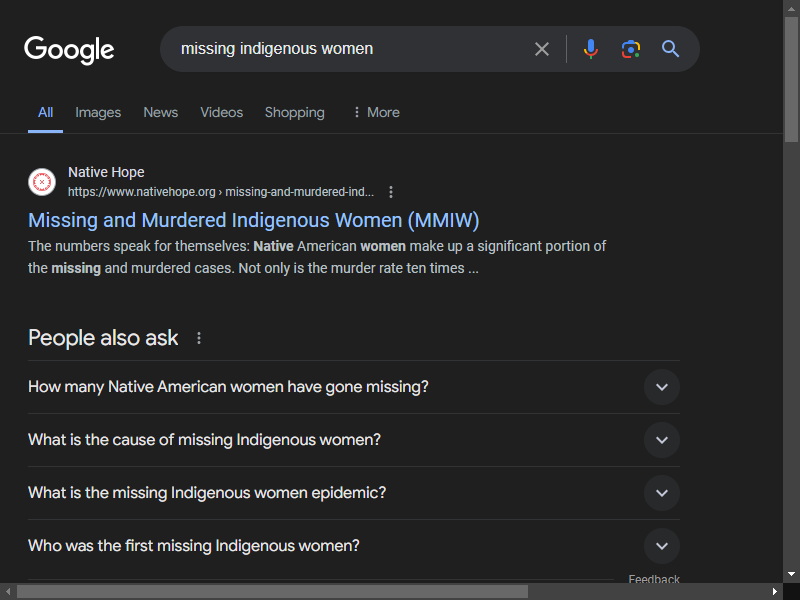 Google
missing indigenous women
All Images News Videos Shopping More
Native Hope
https://www.nativehope.org › missing-and-murdered-ind...
Missing and Murdered Indigenous Women (MMIW)
The numbers speak for themselves: Native American women make up a significant portion of
the missing and murdered cases. Not only is the murder rate ten times ...
People also ask
How many Native American women have gone missing?
What is the cause of missing Indigenous women?
What is the missing Indigenous women epidemic?
Who was the first missing Indigenous women?
Feedback